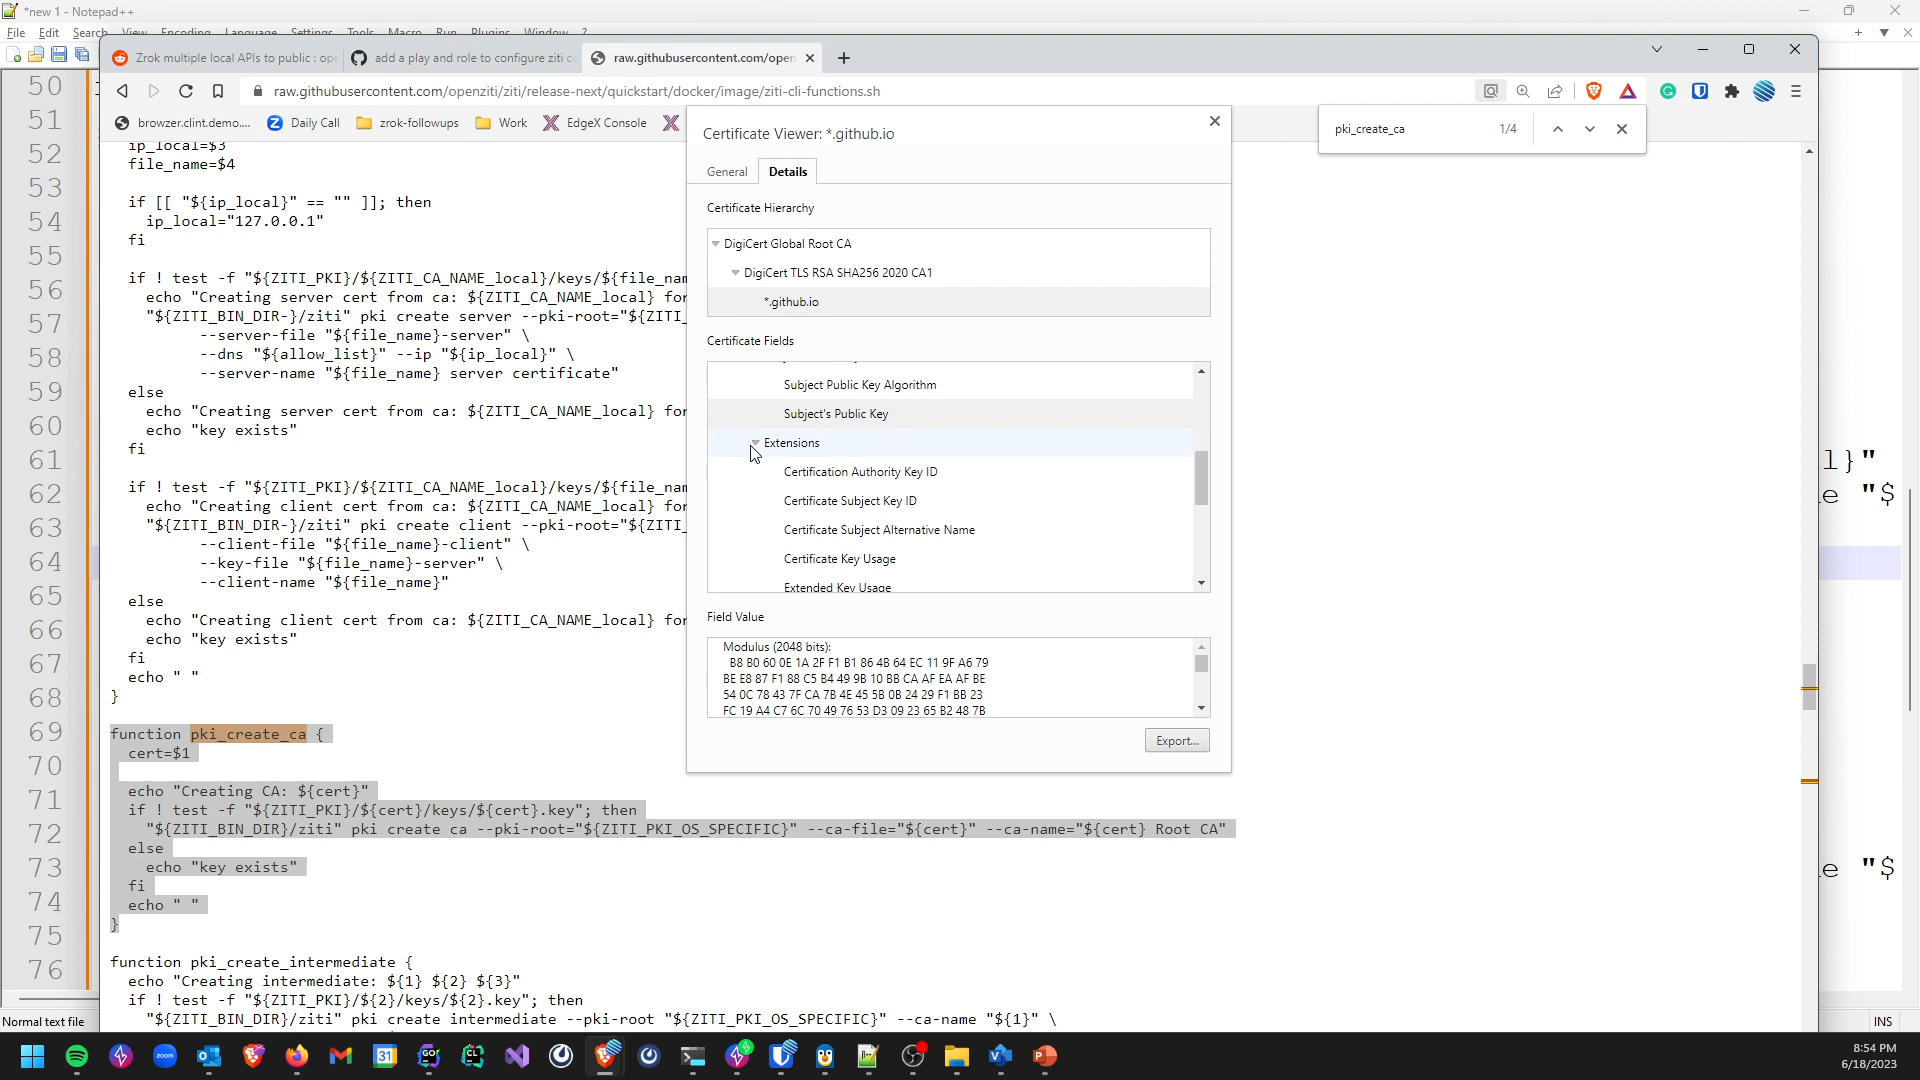 *new 1 - Notepad++
File Edit Search View Encoding Language Settings Tools Macro Run Plugins Window ?
Zrok multiple local APIs to public : ope
add a play and role to configure ziti c
raw.githubusercontent.com/open
raw.githubusercontent.com/openziti/ziti/release-next/quickstart/docker/image/ziti-cli-functions.sh
browzer.clint.demo....
Daily Call
zrok-followups
Work
EdgeX Console
pki_create_ca
1/4
50
51
52
53
54
55
56
57
58
59
60
61
62
63
64
65
66
67
68
69
70
71
72
73
74
75
76
ip_local=$3
file_name=$4
if [[ "${ip_local}" == "" ]]; then
ip_local="127.0.0.1"
fi
if ! test -f "${ZITI_PKI}/${ZITI_CA_NAME_local}/keys/${file_nam
echo "Creating server cert from ca: ${ZITI_CA_NAME_local} for
"${ZITI_BIN_DIR-}/ziti" pki create server --pki-root="${ZITI_
--server-file "${file_name}-server" \
--dns "${allow_list}" --ip "${ip_local}" \
--server-name "${file_name} server certificate"
else
echo "Creating server cert from ca: ${ZITI_CA_NAME_local} for
echo "key exists"
fi
if ! test -f "${ZITI_PKI}/${ZITI_CA_NAME_local}/keys/${file_nam
echo "Creating client cert from ca: ${ZITI_CA_NAME_local} for
"${ZITI_BIN_DIR-}/ziti" pki create client --pki-root="${ZITI_
--client-file "${file_name}-client" \
--key-file "${file_name}-server" \
--client-name "${file_name}"
else
echo "Creating client cert from ca: ${ZITI_CA_NAME_local} for
echo "key exists"
fi
echo " "
}
function pki_create_ca {
cert=$1
echo "Creating CA: ${cert}"
if ! test -f "${ZITI_PKI}/${cert}/keys/${cert}.key"; then
"${ZITI_BIN_DIR}/ziti" pki create ca --pki-root="${ZITI_PKI_OS_SPECIFIC}" --ca-file="${cert}" --ca-name="${cert} Root CA"
else
echo "key exists"
fi
echo " "
}
function pki_create_intermediate {
echo "Creating intermediate: ${1} ${2} ${3}"
if ! test -f "${ZITI_PKI}/${2}/keys/${2}.key"; then
"${ZITI_BIN_DIR}/ziti" pki create intermediate --pki-root "${ZITI_PKI_OS_SPECIFIC}" --ca-name "${1}" \
Certificate Viewer: *.github.io
General
Details
Certificate Hierarchy
DigiCert Global Root CA
DigiCert TLS RSA SHA256 2020 CA1
*.github.io
Certificate Fields
Subject Public Key Algorithm
Subject's Public Key
Extensions
Certification Authority Key ID
Certificate Subject Key ID
Certificate Subject Alternative Name
Certificate Key Usage
Extended Key Usage
Field Value
Modulus (2048 bits):
B8 B0 60 0E 1A 2F F1 B1 86 4B 64 EC 11 9F A6 79
BE E8 87 F1 88 C5 B4 49 9B 10 BB CA AF EA AF BE
54 0C 78 43 7F CA 7B 4E 45 5B 0B 24 29 F1 BB 23
FC 19 A4 C7 6C 70 49 76 53 D3 09 23 65 B2 48 7B
Export...
l}"
e "$
e "$
Normal text file
INS
8:54 PM
6/18/2023